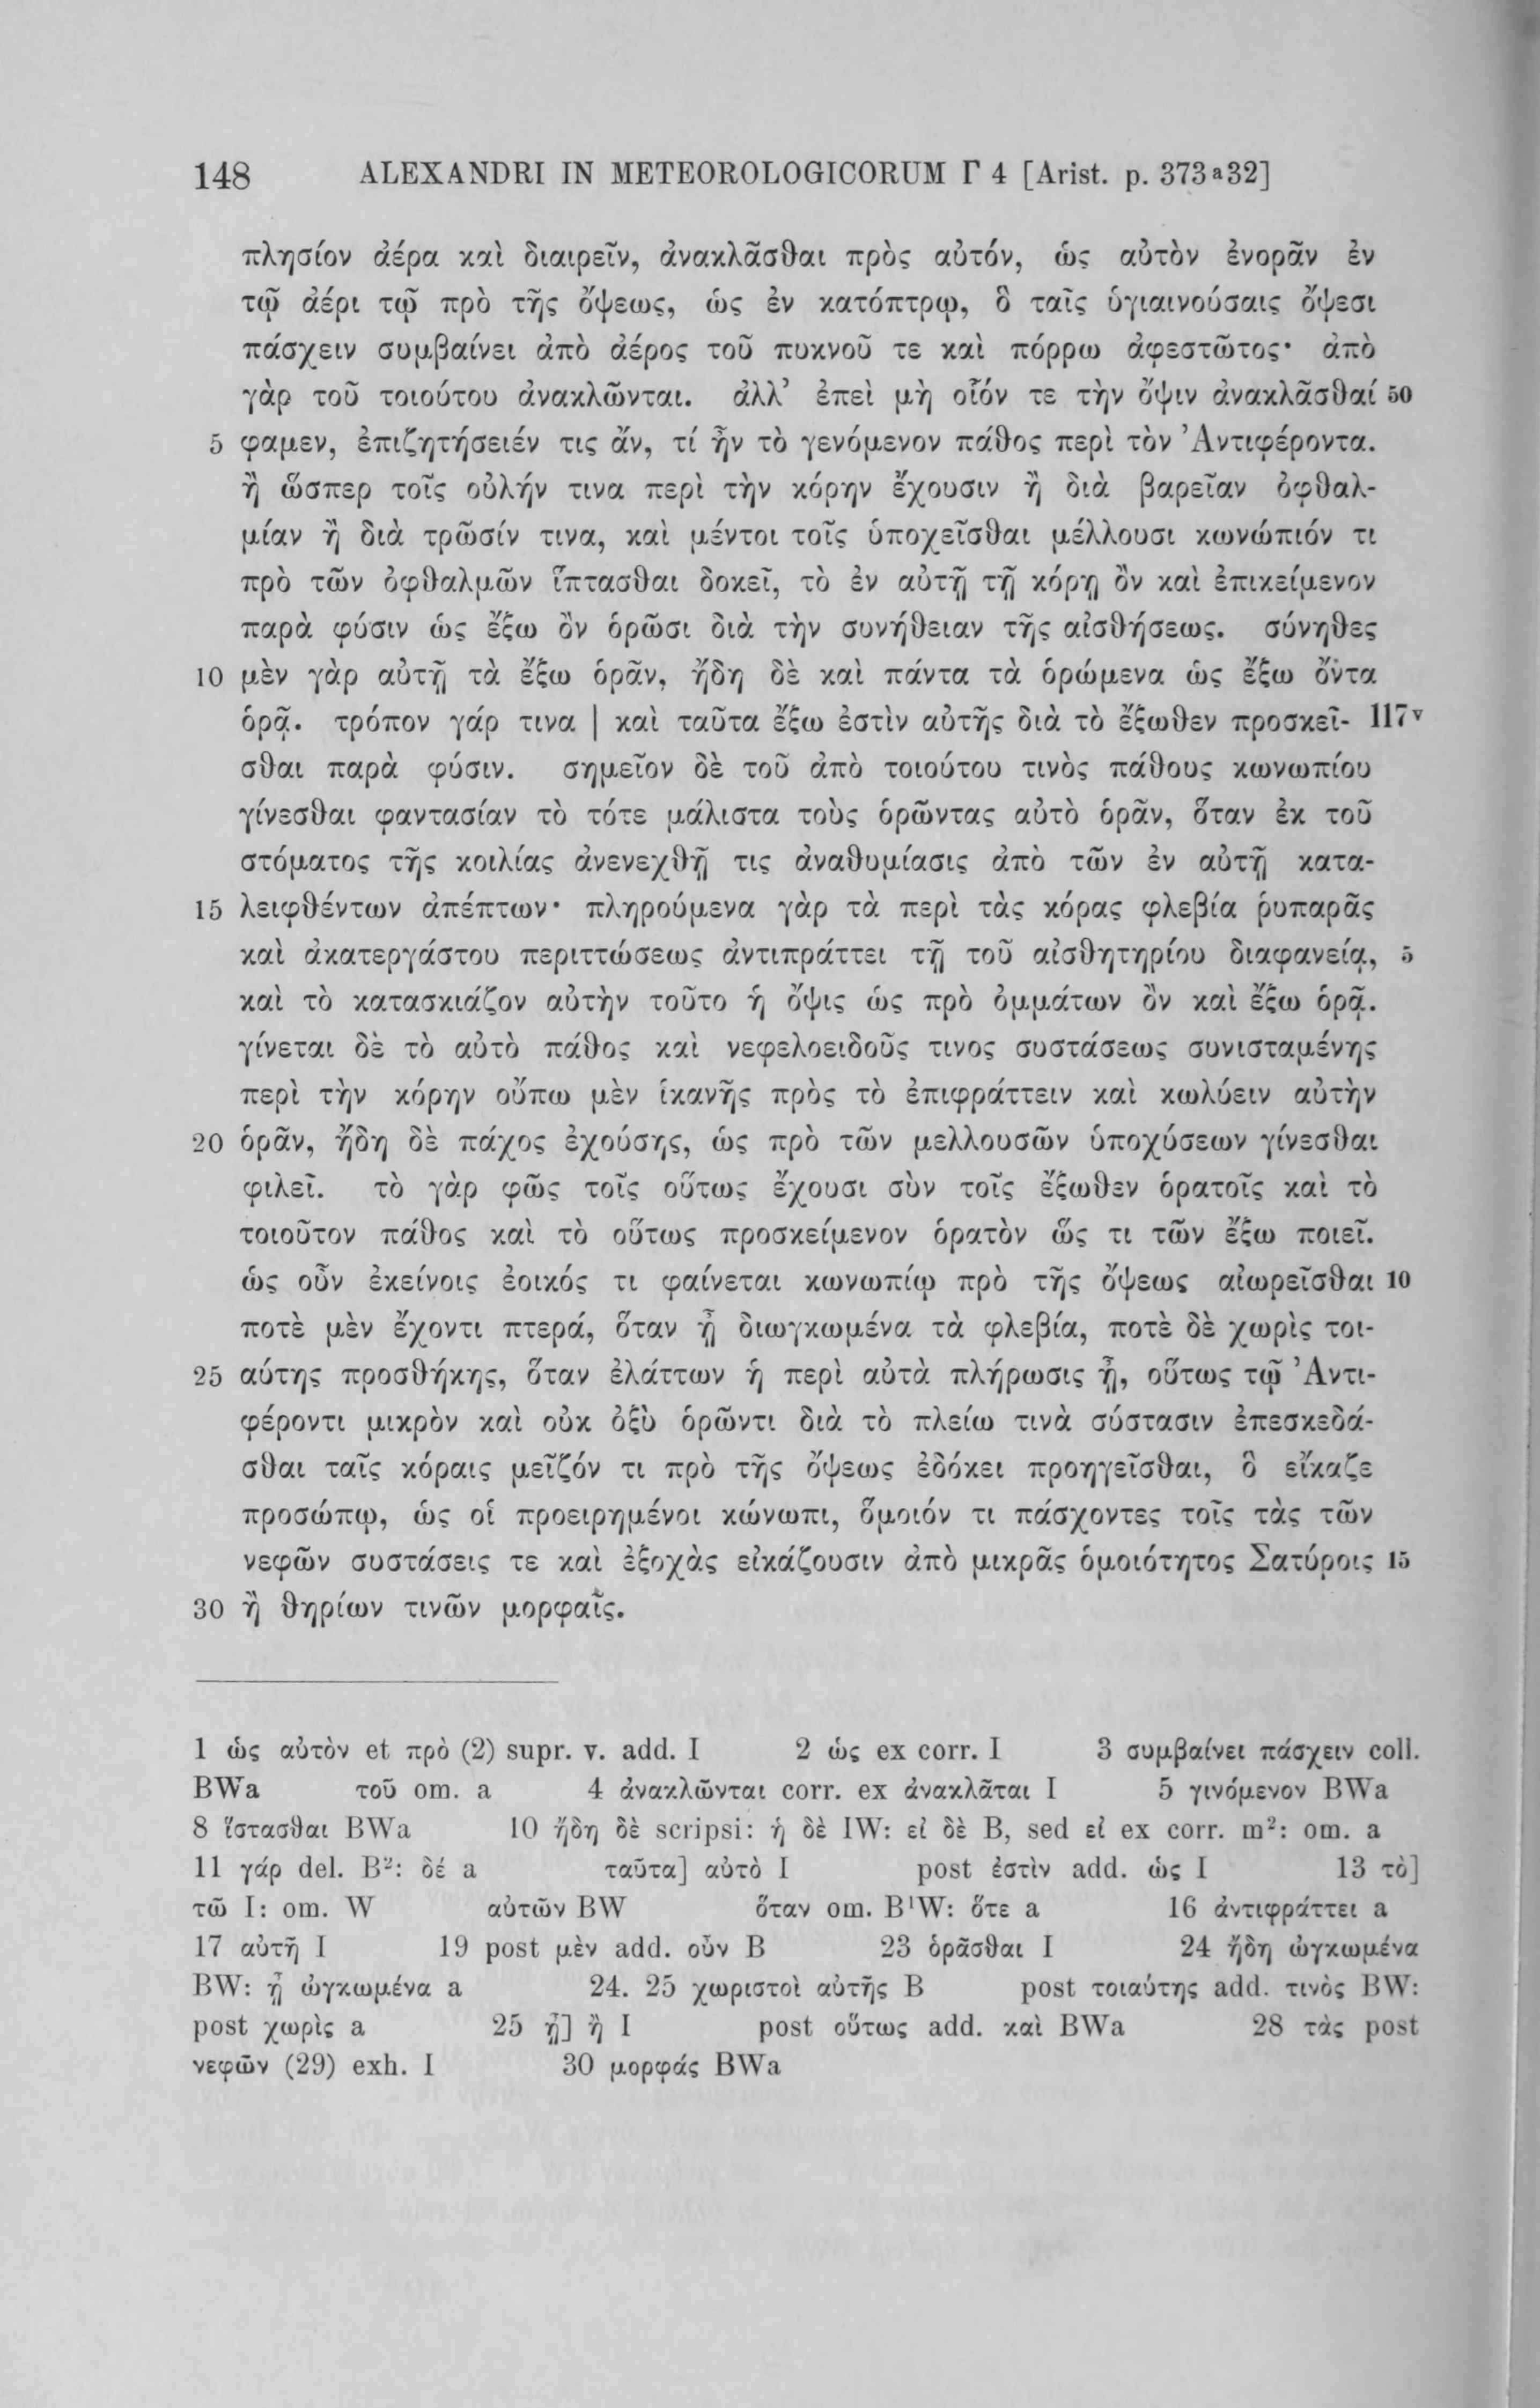 148 ALEXANDRI IN METEOROLOGICORUM Γ 4 [Arist. p. 373ª32]
πλησίον ἀέρα καὶ διαιρεῖν, ἀνακλᾶσθαι πρὸς αὐτόν, ὡς αὐτὸν ἐνορᾶν ἐν
τῷ ἀέρι τῷ πρὸ τῆς ὄψεως, ὡς ἐν κατόπτρῳ, ὃ ταῖς ὑγιαινούσαις ὄψεσι
πάσχειν συμβαίνει ἀπὸ ἀέρος τοῦ πυκνοῦ τε καὶ πόρρω ἀφεστῶτος· ἀπὸ
γὰρ τοῦ τοιούτου ἀνακλῶνται. ἀλλ’ ἐπεὶ μὴ οἷόν τε τὴν ὄψιν ἀνακλᾶσθαί 50
5 φαμεν, ἐπιζητήσειέν τις ἄν, τί ἦν τὸ γενόμενον πάθος περὶ τὸν Ἀντιφέροντα.
ἢ ὥσπερ τοῖς οὐλήν τινα περὶ τὴν κόρην ἔχουσιν ἢ διὰ βαρεῖαν ὀφθαλ-
μίαν ἢ διὰ τρῶσίν τινα, καὶ μέντοι τοῖς ὑποχεῖσθαι μέλλουσι κωνώπιόν τι
πρὸ τῶν ὀφθαλμῶν ἵπτασθαι δοκεῖ, τὸ ἐν αὐτῇ τῇ κόρῃ ὂν καὶ ἐπικείμενον
παρὰ φύσιν ὡς ἔξω ὂν ὁρῶσι διὰ τὴν συνήθειαν τῆς αἰσθήσεως. σύνηθες
10 μὲν γὰρ αὐτῇ τὰ ἔξω ὁρᾶν, ἤδη δὲ καὶ πάντα τὰ ὁρώμενα ὡς ἔξω ὄντα
ὁρᾷ. τρόπον γάρ τινα | καὶ ταῦτα ἔξω ἐστὶν αὐτῆς διὰ τὸ ἔξωθεν προσκεῖ- 117ᵛ
σθαι παρὰ φύσιν. σημεῖον δὲ τοῦ ἀπὸ τοιούτου τινὸς πάθους κωνωπίου
γίνεσθαι φαντασίαν τὸ τότε μάλιστα τοὺς ὁρῶντας αὐτὸ ὁρᾶν, ὅταν ἐκ τοῦ
στόματος τῆς κοιλίας ἀνενεχθῇ τις ἀναθυμίασις ἀπὸ τῶν ἐν αὐτῇ κατα-
15 λειφθέντων ἀπέπτων· πληρούμενα γὰρ τὰ περὶ τὰς κόρας φλεβία ῥυπαρᾶς
καὶ ἀκατεργάστου περιττώσεως ἀντιπράττει τῇ τοῦ αἰσθητηρίου διαφανείᾳ, 5
καὶ τὸ κατασκιάζον αὐτὴν τοῦτο ἡ ὄψις ὡς πρὸ ὀμμάτων ὂν καὶ ἔξω ὁρᾷ.
γίνεται δὲ τὸ αὐτὸ πάθος καὶ νεφελοειδοῦς τινος συστάσεως συνισταμένης
περὶ τὴν κόρην οὔπω μὲν ἱκανῆς πρὸς τὸ ἐπιφράττειν καὶ κωλύειν αὐτὴν
20 ὁρᾶν, ἤδη δὲ πάχος ἐχούσης, ὡς πρὸ τῶν μελλουσῶν ὑποχύσεων γίνεσθαι
φιλεῖ. τὸ γὰρ φῶς τοῖς οὕτως ἔχουσι σὺν τοῖς ἔξωθεν ὁρατοῖς καὶ τὸ
τοιοῦτον πάθος καὶ τὸ οὕτως προσκείμενον ὁρατὸν ὥς τι τῶν ἔξω ποιεῖ.
ὡς οὖν ἐκείνοις ἐοικός τι φαίνεται κωνωπίῳ πρὸ τῆς ὄψεως αἰωρεῖσθαι 10
ποτὲ μὲν ἔχοντι πτερά, ὅταν ᾖ διωγκωμένα τὰ φλεβία, ποτὲ δὲ χωρὶς τοι-
25 αύτης προσθήκης, ὅταν ἐλάττων ἡ περὶ αὐτὰ πλήρωσις ᾖ, οὕτως τῷ Ἀντι-
φέροντι μικρὸν καὶ οὐκ ὀξὺ ὁρῶντι διὰ τὸ πλείω τινὰ σύστασιν ἐπεσκεδά-
σθαι ταῖς κόραις μεῖζόν τι πρὸ τῆς ὄψεως ἐδόκει προηγεῖσθαι, ὃ εἴκαζε
προσώπῳ, ὡς οἱ προειρημένοι κώνωπι, ὅμοιόν τι πάσχοντες τοῖς τὰς τῶν
νεφῶν συστάσεις τε καὶ ἐξοχὰς εἰκάζουσιν ἀπὸ μικρᾶς ὁμοιότητος Σατύροις 15
30 ἢ θηρίων τινῶν μορφαῖς.
1 ὡς αὐτὸν et πρὸ (2) supr. v. add. I 2 ὡς ex corr. I 3 συμβαίνει πάσχειν coll.
BWa τοῦ om. a 4 ἀνακλῶνται corr. ex ἀνακλᾶται I 5 γινόμενον BWa
8 ἵστασθαι BWa 10 ἤδη δὲ scripsi: ἡ δὲ IW: εἰ δὲ B, sed εἰ ex corr. m²: om. a
11 γάρ del. B²: δέ a ταῦτα] αὐτὸ I post ἐστὶν add. ὡς I 13 τὸ]
τῶ I: om. W αὐτῶν BW ὅταν om. B¹W: ὅτε a 16 ἀντιφράττει a
17 αὐτῆ I 19 post μὲν add. οὖν B 23 ὁρᾶσθαι I 24 ἤδη ὠγκωμένα
BW: ᾖ ὠγκωμένα a 24. 25 χωριστοὶ αὐτῆς B post τοιαύτης add. τινὸς BW:
post χωρὶς a 25 ᾖ] ἢ I post οὕτως add. καὶ BWa 28 τὰς post
νεφῶν (29) exh. I 30 μορφάς BWa